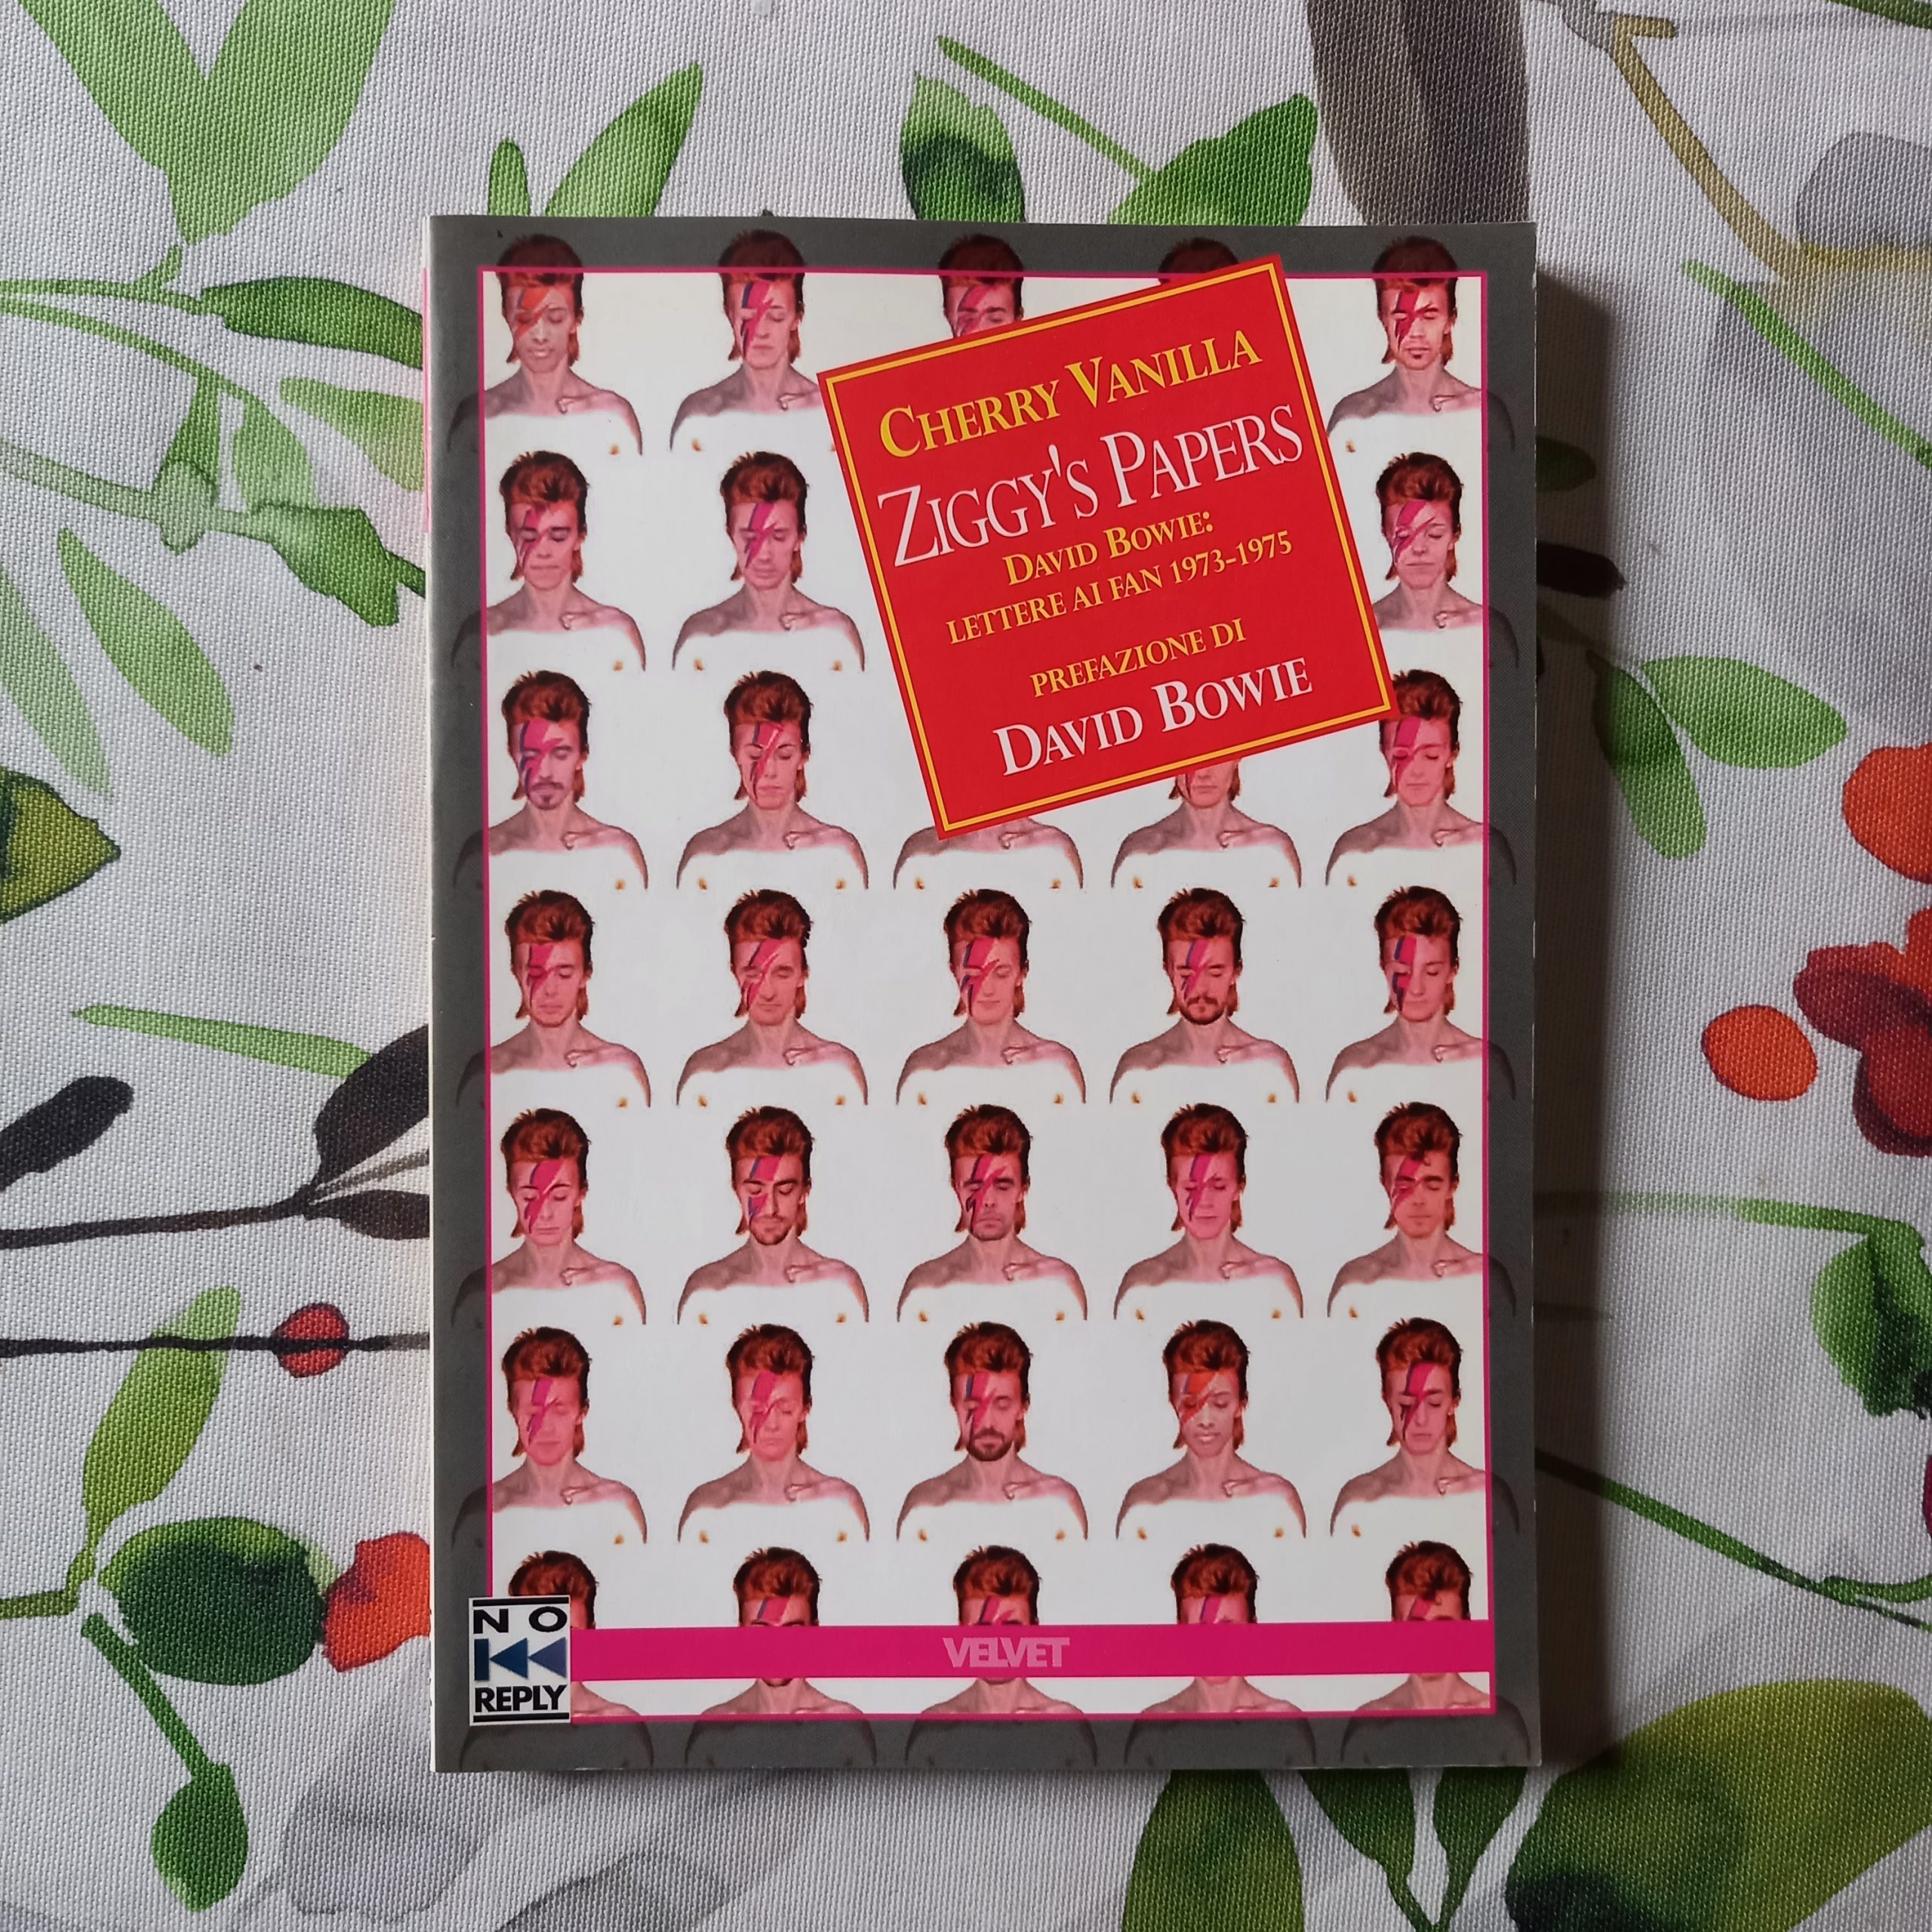 CHERRY VANILLA
ZIGGY'S PAPERS
DAVID BOWIE:
LETTERE AI FAN 1973-1975
PREFAZIONE DI
DAVID BOWIE
NO
REPLY
VELVET